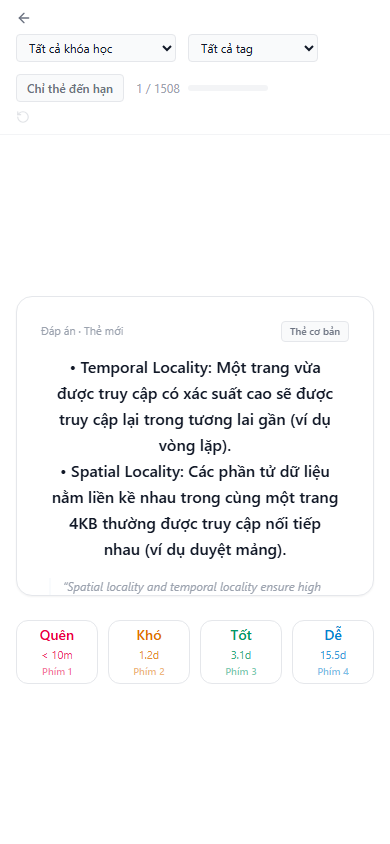 Tất cả khóa học
Tất cả tag
Chỉ thẻ đến hạn
1 / 1508
Đáp án · Thẻ mới
Thẻ cơ bản
• Temporal Locality: Một trang vừa
được truy cập có xác suất cao sẽ được
truy cập lại trong tương lai gần (ví dụ
vòng lặp).
• Spatial Locality: Các phần tử dữ liệu
nằm liền kề nhau trong cùng một trang
4KB thường được truy cập nối tiếp
nhau (ví dụ duyệt mảng).
"Spatial locality and temporal locality ensure high
Quên
< 10m
Phím 1
Khó
1.2d
Phím 2
Tốt
3.1d
Phím 3
Dễ
15.5d
Phím 4